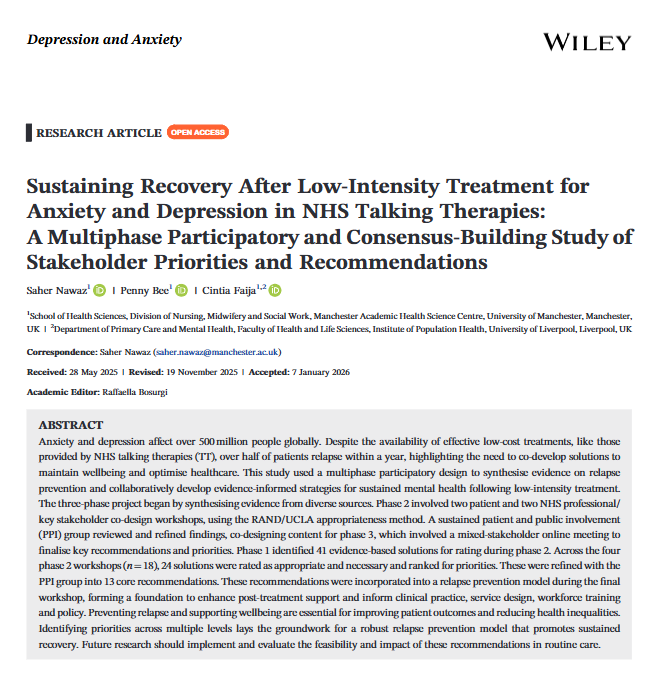 Depression and Anxiety
WILEY
RESEARCH ARTICLE OPEN ACCESS
Sustaining Recovery After Low-Intensity Treatment for
Anxiety and Depression in NHS Talking Therapies:
A Multiphase Participatory and Consensus-Building Study of
Stakeholder Priorities and Recommendations
Saher Nawaz¹ iD | Penny Bee¹ iD | Cintia Faija¹,² iD
¹School of Health Sciences, Division of Nursing, Midwifery and Social Work, Manchester Academic Health Science Centre, University of Manchester, Manchester,
UK | ²Department of Primary Care and Mental Health, Faculty of Health and Life Sciences, Institute of Population Health, University of Liverpool, Liverpool, UK
Correspondence: Saher Nawaz (saher.nawaz@manchester.ac.uk)
Received: 28 May 2025 | Revised: 19 November 2025 | Accepted: 7 January 2026
Academic Editor: Raffaella Bosurgi
ABSTRACT
Anxiety and depression affect over 500 million people globally. Despite the availability of effective low-cost treatments, like those
provided by NHS talking therapies (TT), over half of patients relapse within a year, highlighting the need to co-develop solutions to
maintain wellbeing and optimise healthcare. This study used a multiphase participatory design to synthesise evidence on relapse
prevention and collaboratively develop evidence-informed strategies for sustained mental health following low-intensity treatment.
The three-phase project began by synthesising evidence from diverse sources. Phase 2 involved two patient and two NHS professional/
key stakeholder co-design workshops, using the RAND/UCLA appropriateness method. A sustained patient and public involvement
(PPI) group reviewed and refined findings, co-designing content for phase 3, which involved a mixed-stakeholder online meeting to
finalise key recommendations and priorities. Phase 1 identified 41 evidence-based solutions for rating during phase 2. Across the four
phase 2 workshops (n = 18), 24 solutions were rated as appropriate and necessary and ranked for priorities. These were refined with the
PPI group into 13 core recommendations. These recommendations were incorporated into a relapse prevention model during the final
workshop, forming a foundation to enhance post-treatment support and inform clinical practice, service design, workforce training
and policy. Preventing relapse and supporting wellbeing are essential for improving patient outcomes and reducing health inequalities.
Identifying priorities across multiple levels lays the groundwork for a robust relapse prevention model that promotes sustained
recovery. Future research should implement and evaluate the feasibility and impact of these recommendations in routine care.